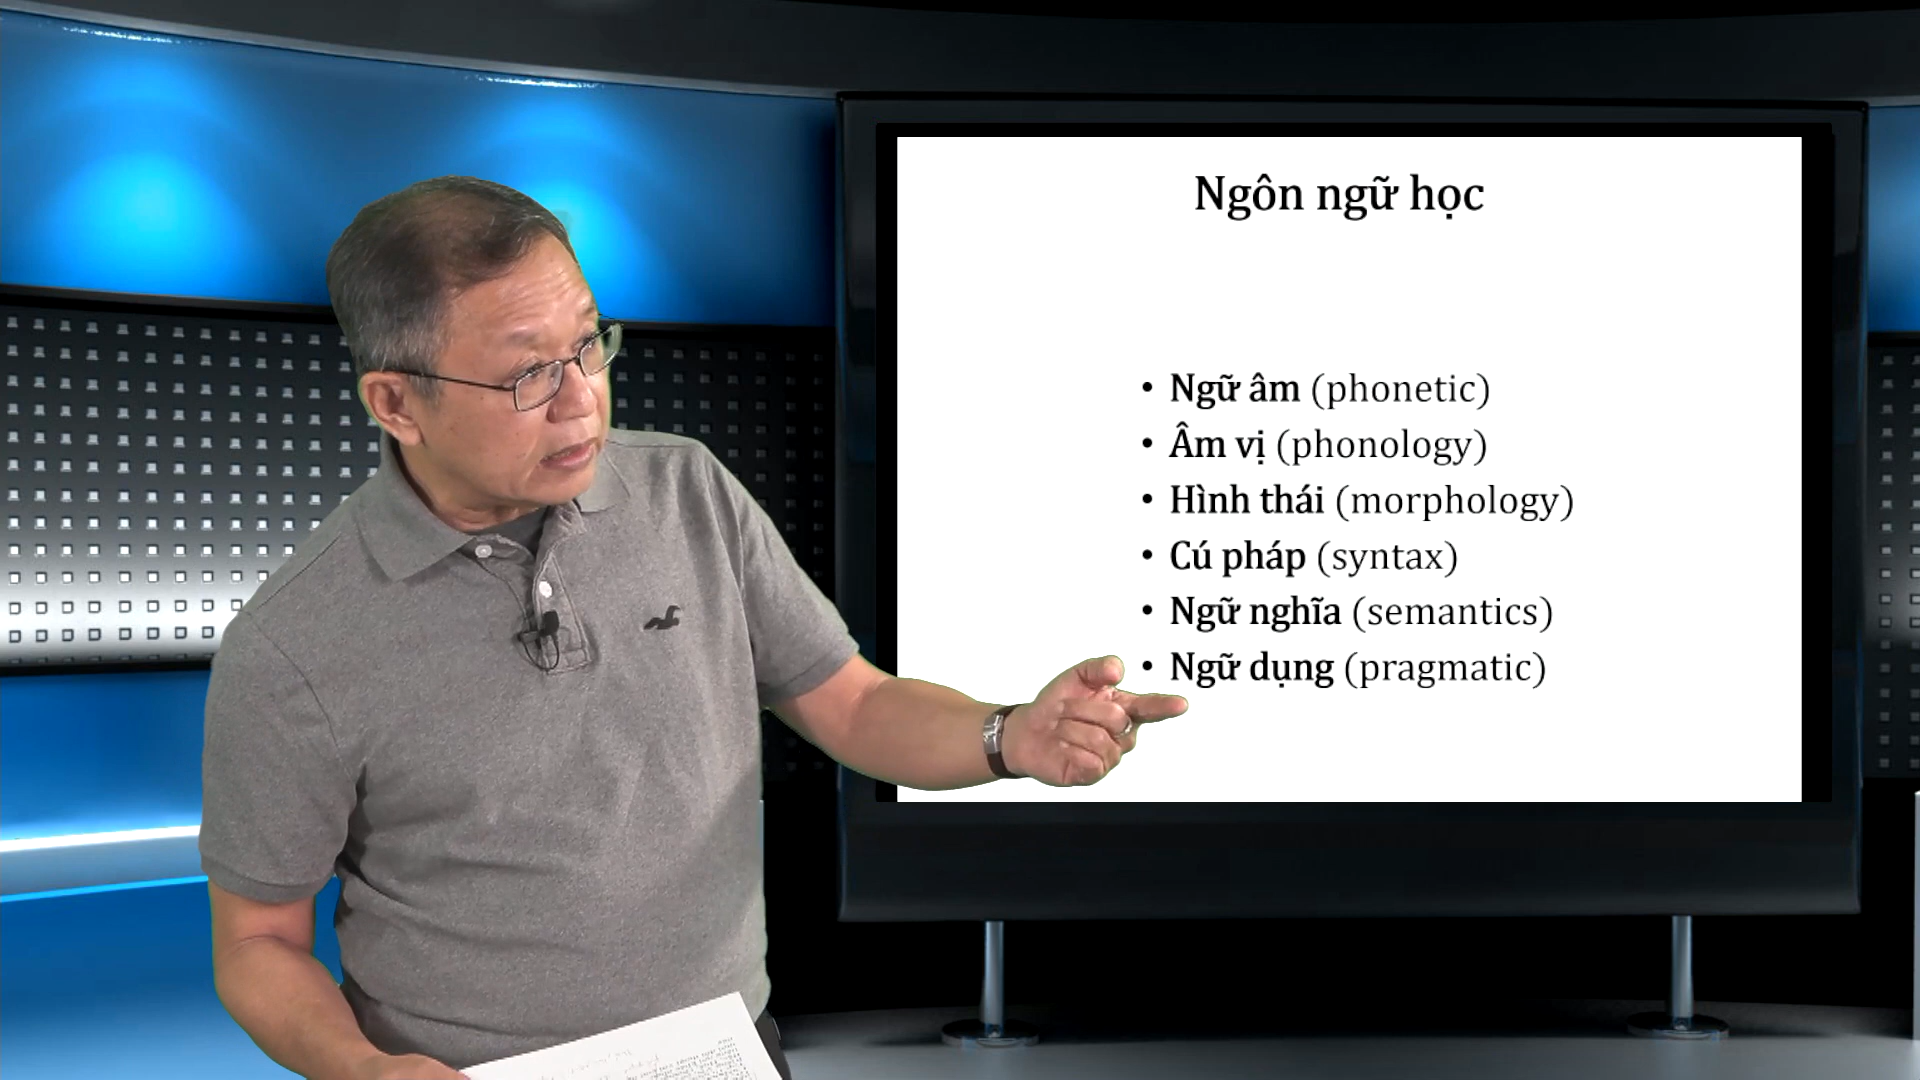 Ngôn ngữ học
• Ngữ âm (phonetic)
• Âm vị (phonology)
• Hình thái (morphology)
• Cú pháp (syntax)
• Ngữ nghĩa (semantics)
• Ngữ dụng (pragmatic)